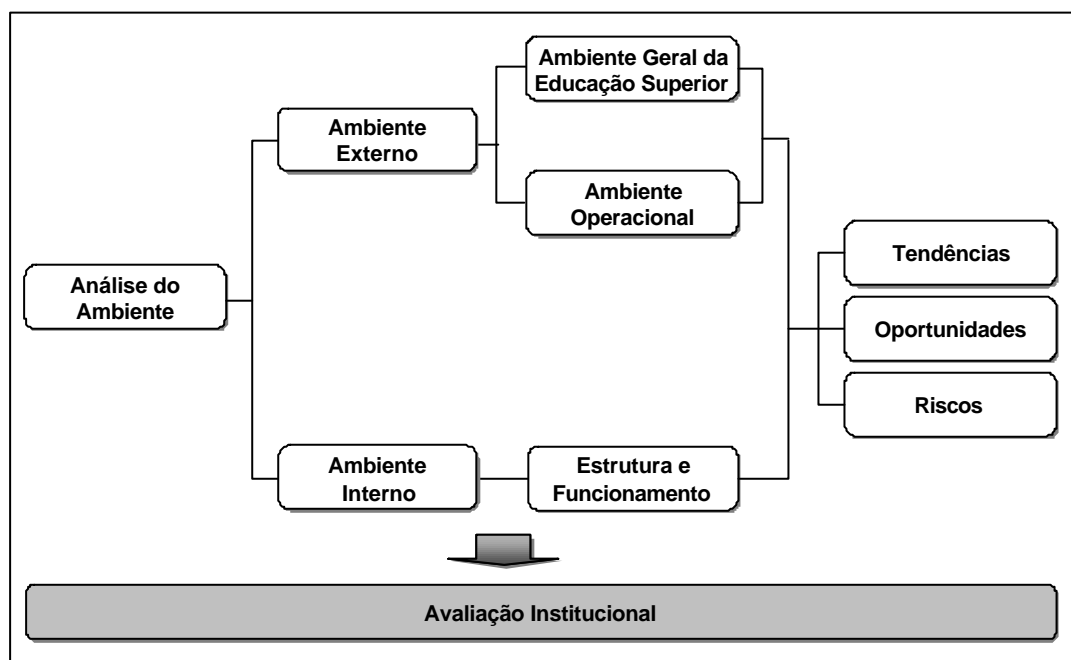 Ambiente Geral da
Educação Superior
Ambiente
Externo
Ambiente
Operacional
Tendências
Análise do
Ambiente
Oportunidades
Riscos
Ambiente
Interno
Estrutura e
Funcionamento
Avaliação Institucional